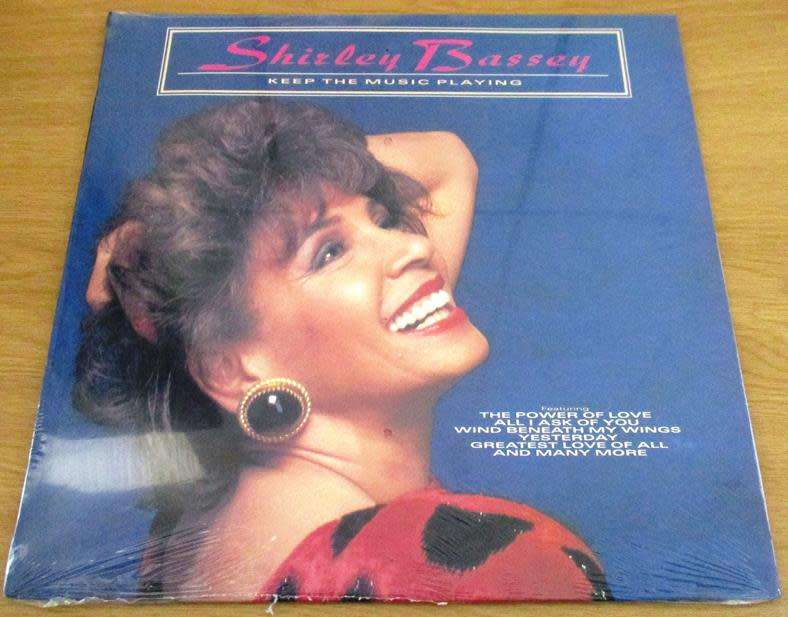 Shirley Bassey
KEEP THE MUSIC PLAYING
Featuring
THE POWER OF LOVE
ALL I ASK OF YOU
WIND BENEATH MY WINGS
YESTERDAY
GREATEST LOVE OF ALL
AND MANY MORE